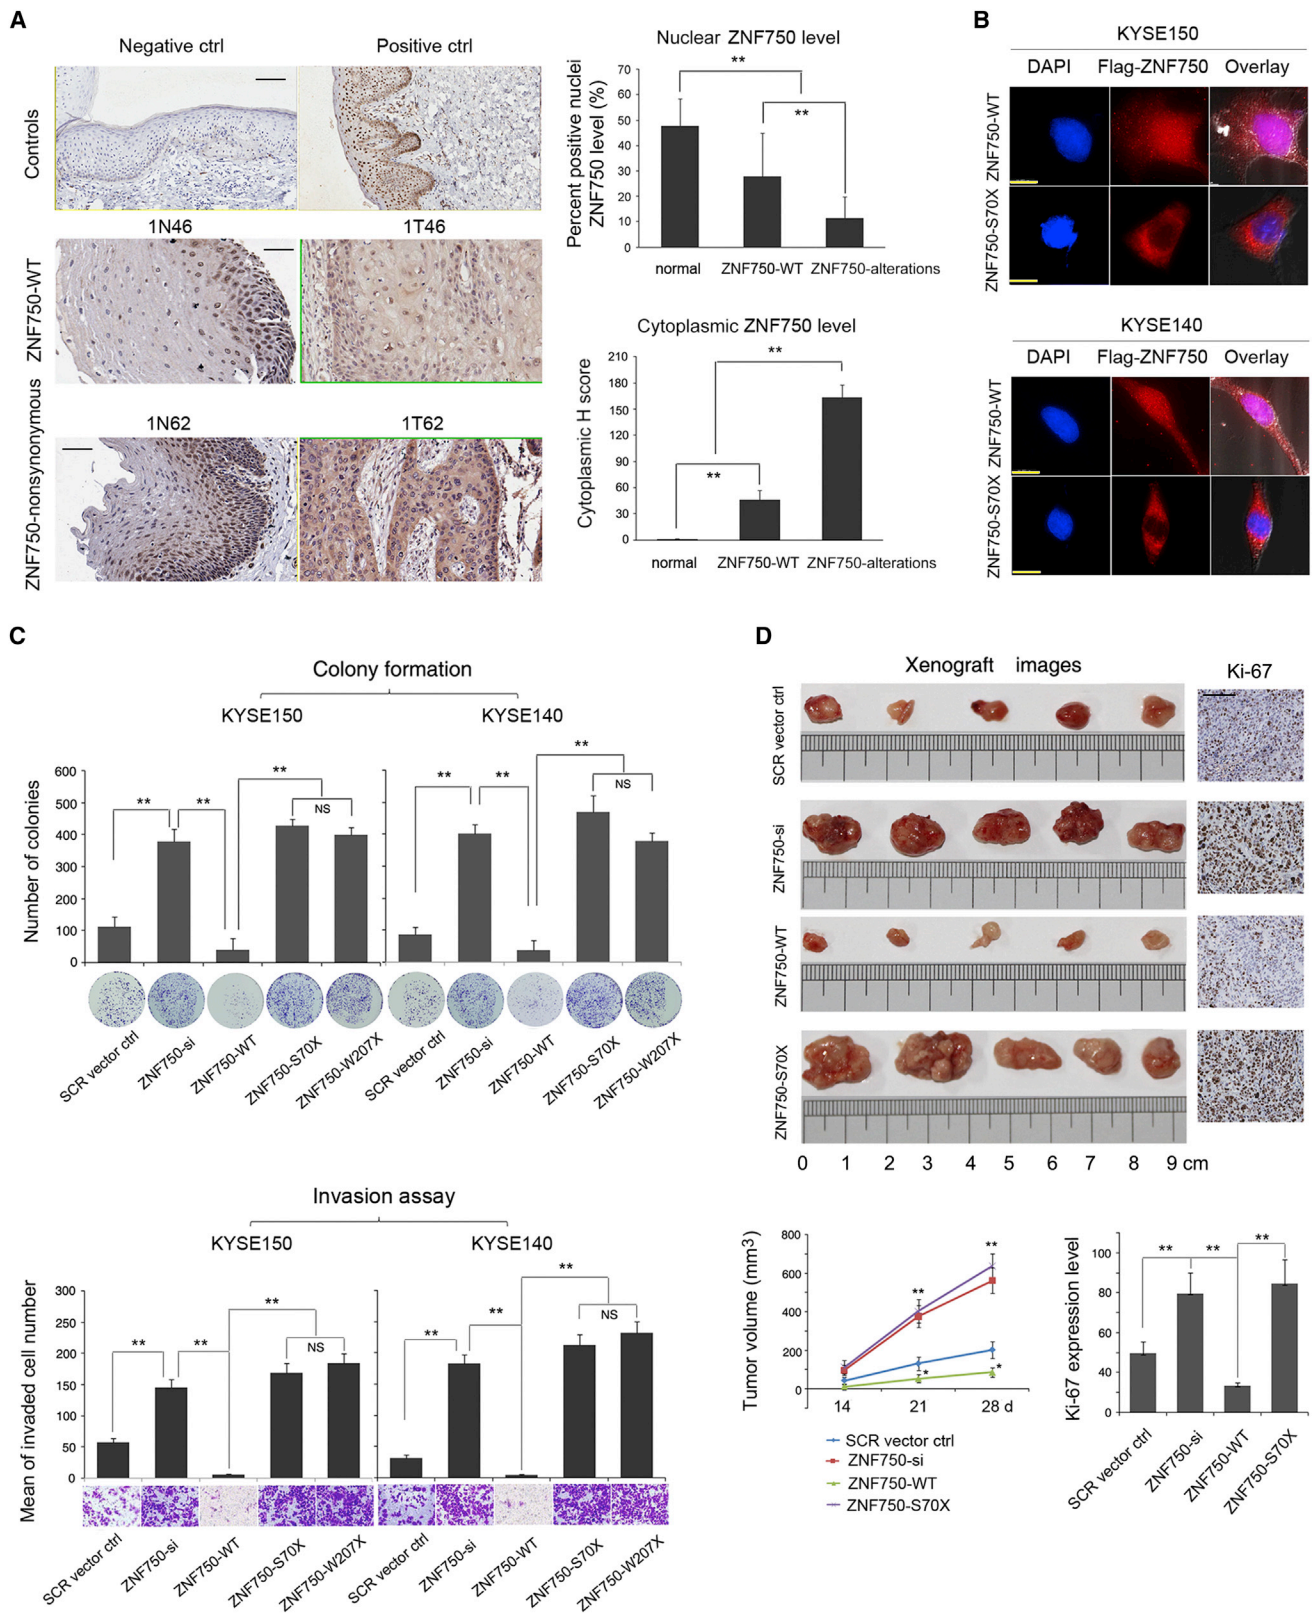 A
Negative ctrl
Positive ctrl
Controls
1N46
1T46
ZNF750-WT
1N62
1T62
ZNF750-nonsynonymous
Nuclear ZNF750 level
Percent positive nuclei
ZNF750 level (%)
70
60
50
40
30
20
10
0
**
**
normal
ZNF750-WT
ZNF750-alterations
Cytoplasmic ZNF750 level
Cytoplasmic H score
210
180
150
120
90
60
30
0
**
**
normal
ZNF750-WT
ZNF750-alterations
B
KYSE150
DAPI
Flag-ZNF750
Overlay
ZNF750-WT
ZNF750-S70X
KYSE140
DAPI
Flag-ZNF750
Overlay
ZNF750-WT
ZNF750-S70X
C
Colony formation
KYSE150
KYSE140
Number of colonies
600
500
400
300
200
100
0
**
**
**
NS
**
**
**
NS
SCR vector ctrl
ZNF750-si
ZNF750-WT
ZNF750-S70X
ZNF750-W207X
SCR vector ctrl
ZNF750-si
ZNF750-WT
ZNF750-S70X
ZNF750-W207X
Invasion assay
KYSE150
KYSE140
Mean of invaded cell number
300
250
200
150
100
50
0
**
**
**
NS
**
**
**
NS
SCR vector ctrl
ZNF750-si
ZNF750-WT
ZNF750-S70X
ZNF750-W207X
SCR vector ctrl
ZNF750-si
ZNF750-WT
ZNF750-S70X
ZNF750-W207X
D
Xenograft images
Ki-67
SCR vector ctrl
ZNF750-si
ZNF750-WT
ZNF750-S70X
0 1 2 3 4 5 6 7 8 9 cm
Tumor volume (mm3)
800
600
400
200
0
**
**
*
*
14
21
28 d
SCR vector ctrl
ZNF750-si
ZNF750-WT
ZNF750-S70X
Ki-67 expression level
100
80
60
40
20
0
**
**
**
SCR vector ctrl
ZNF750-si
ZNF750-WT
ZNF750-S70X